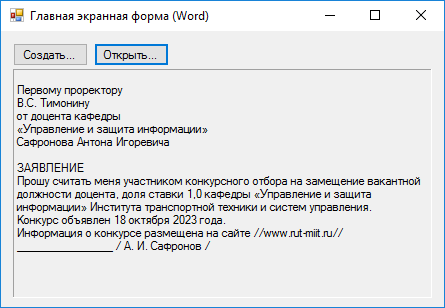 Главная экранная форма (Word)
Создать...
Открыть...
Первому проректору
В.С. Тимонину
от доцента кафедры
«Управление и защита информации»
Сафронова Антона Игоревича
ЗАЯВЛЕНИЕ
Прошу считать меня участником конкурсного отбора на замещение вакантной
должности доцента, доля ставки 1,0 кафедры «Управление и защита
информации» Института транспортной техники и систем управления.
Конкурс объявлен 18 октября 2023 года.
Информация о конкурсе размещена на сайте //www.rut-miit.ru//
________________ / А. И. Сафронов /